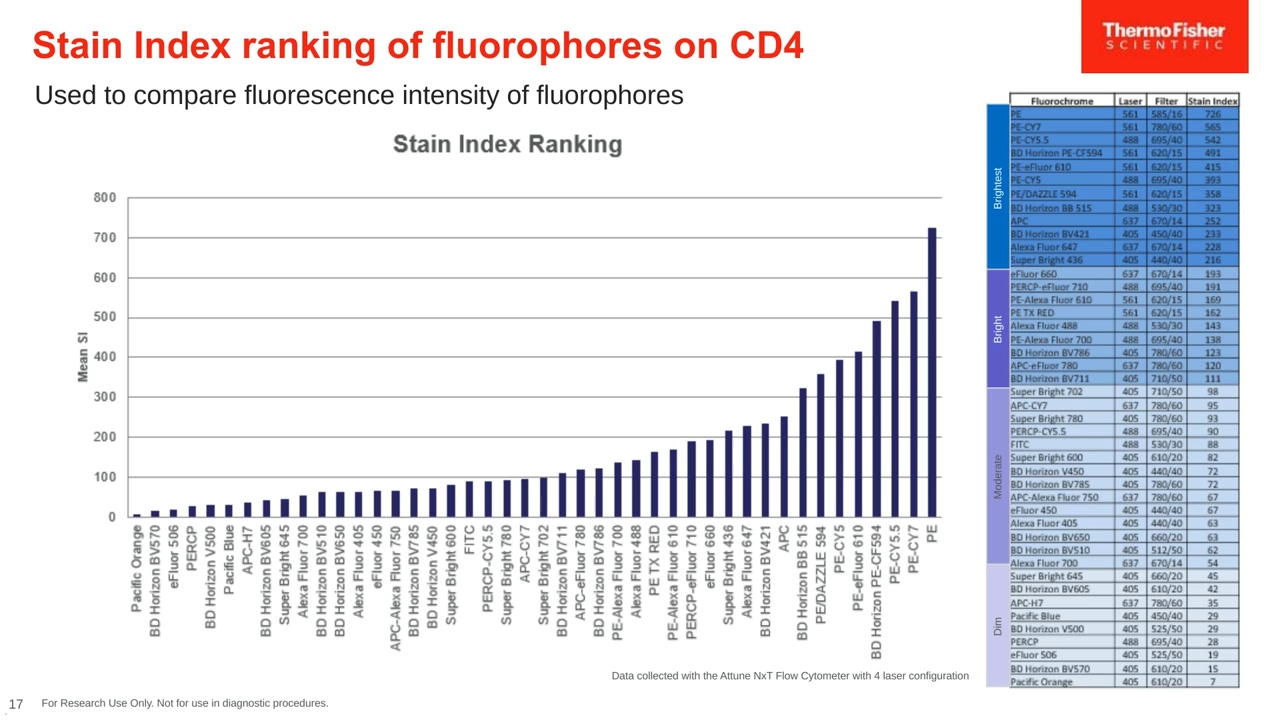 Stain Index ranking of fluorophores on CD4
ThermoFisher
SCIENTIFIC
Used to compare fluorescence intensity of fluorophores
Stain Index Ranking
Mean SI
800
700
600
500
400
300
200
100
0
Pacific Orange
BD Horizon BV570
eFluor 506
PERCP
BD Horizon V500
Pacific Blue
APC-H7
BD Horizon BV605
Super Bright 645
Alexa Fluor 700
BD Horizon BV510
BD Horizon BV650
Alexa Fluor 405
eFluor 450
APC-Alexa Fluor 750
BD Horizon BV785
BD Horizon V450
Super Bright 600
FITC
PERCP-CY5.5
Super Bright 780
APC-CY7
Super Bright 702
BD Horizon BV711
APC-eFluor 780
BD Horizon BV786
PE-Alexa Fluor 700
Alexa Fluor 488
PE TX RED
PE-Alexa Fluor 610
PERCP-eFluor 710
eFluor 660
Super Bright 436
Alexa Fluor 647
BD Horizon BV421
APC
BD Horizon BB 515
PE/DAZZLE 594
PE-CY5
PE-eFluor 610
BD Horizon PE-CF594
PE-CY5.5
PE-CY7
PE
Fluorochrome Laser Filter Stain Index
Brightest
PE 561 585/16 726
PE-CY7 561 780/60 565
PE-CY5.5 488 695/40 542
BD Horizon PE-CF594 561 620/15 491
PE-eFluor 610 561 620/15 415
PE-CY5 488 695/40 393
PE/DAZZLE 594 561 620/15 358
BD Horizon BB 515 488 530/30 323
APC 637 670/14 252
BD Horizon BV421 405 450/40 233
Alexa Fluor 647 637 670/14 228
Super Bright 436 405 440/40 216
Bright
eFluor 660 637 670/14 193
PERCP-eFluor 710 488 695/40 191
PE-Alexa Fluor 610 561 620/15 169
PE TX RED 561 620/15 162
Alexa Fluor 488 488 530/30 143
PE-Alexa Fluor 700 488 695/40 138
BD Horizon BV786 405 780/60 123
APC-eFluor 780 637 780/60 120
BD Horizon BV711 405 710/50 111
Moderate
Super Bright 702 405 710/50 98
APC-CY7 637 780/60 95
Super Bright 780 405 780/60 93
PERCP-CY5.5 488 695/40 90
FITC 488 530/30 88
Super Bright 600 405 610/20 82
BD Horizon V450 405 440/40 72
BD Horizon BV785 405 780/60 72
APC-Alexa Fluor 750 637 780/60 67
eFluor 450 405 440/40 67
Alexa Fluor 405 405 440/40 63
BD Horizon BV650 405 660/20 63
BD Horizon BV510 405 512/50 62
Alexa Fluor 700 637 670/14 54
Dim
Super Bright 645 405 660/20 45
BD Horizon BV605 405 610/20 42
APC-H7 637 780/60 35
Pacific Blue 405 450/40 29
BD Horizon V500 405 525/50 29
PERCP 488 695/40 28
eFluor 506 405 525/50 19
BD Horizon BV570 405 610/20 15
Pacific Orange 405 610/20 7
Data collected with the Attune NxT Flow Cytometer with 4 laser configuration
17 For Research Use Only. Not for use in diagnostic procedures.